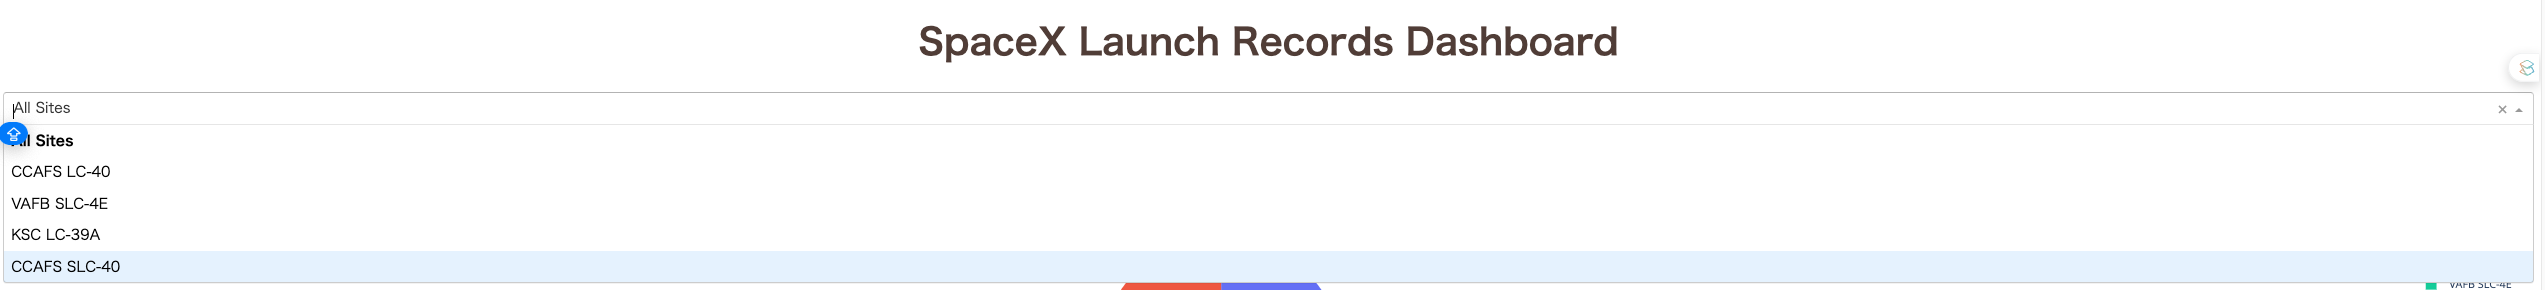 SpaceX Launch Records Dashboard
All Sites
All Sites
CCAFS LC-40
VAFB SLC-4E
KSC LC-39A
CCAFS SLC-40
VAFB SLC-4E